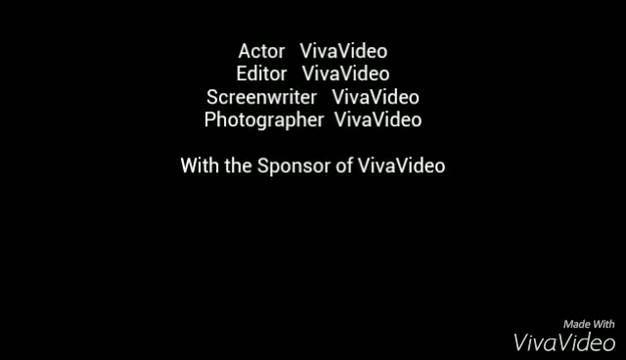 Actor VivaVideo
Editor VivaVideo
Screenwriter VivaVideo
Photographer VivaVideo
With the Sponsor of VivaVideo
Made With
VivaVideo